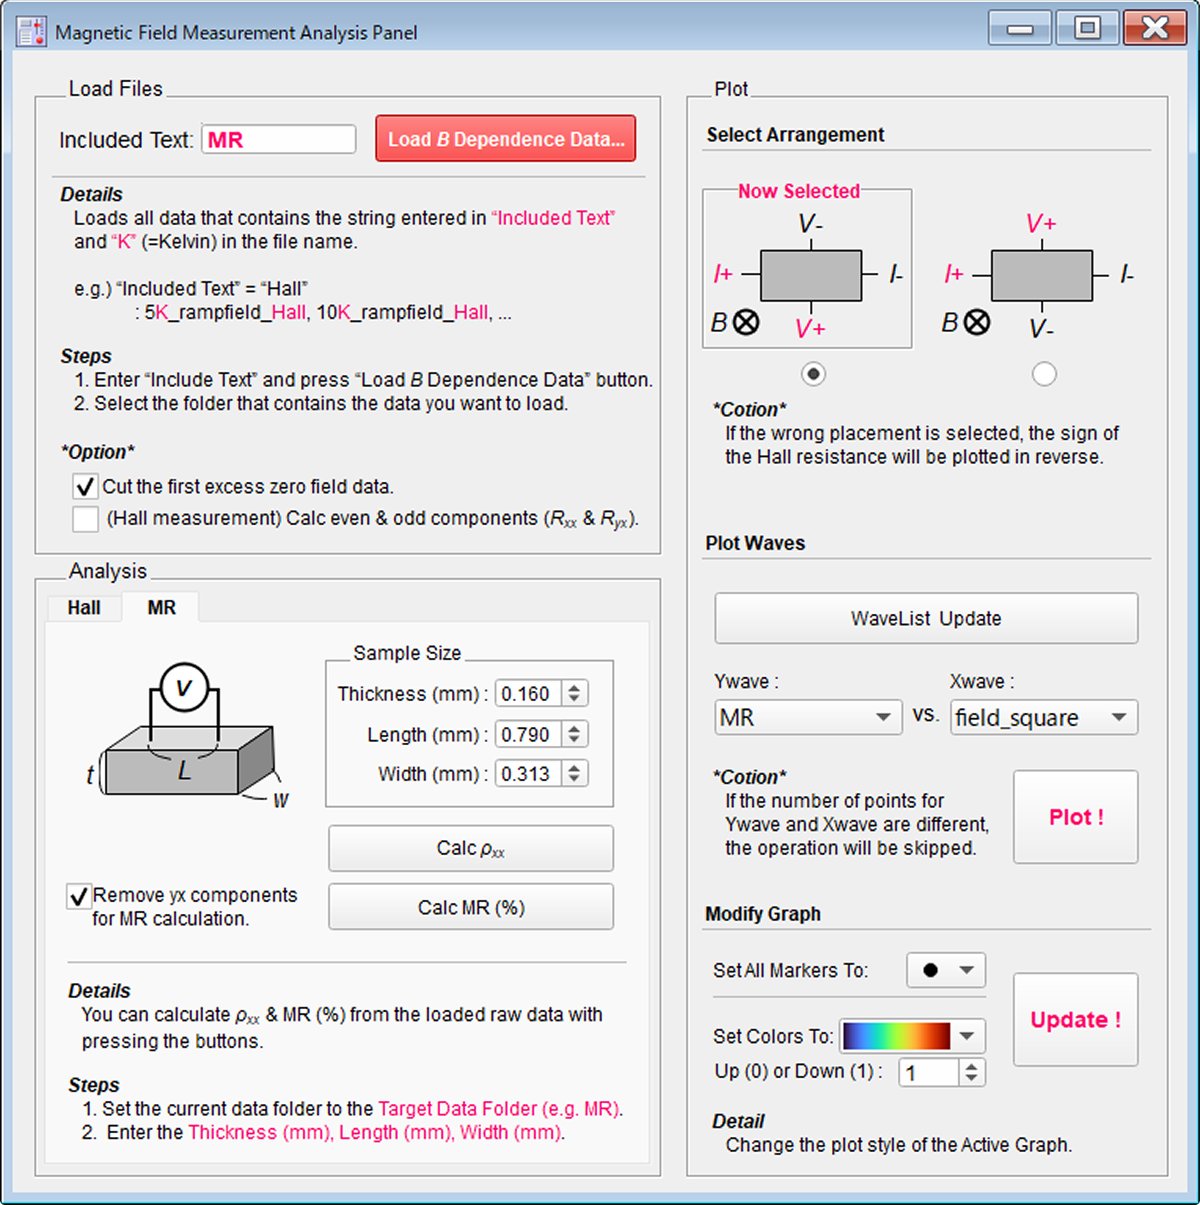 Magnetic Field Measurement Analysis Panel
Load Files
Included Text: MR
Load B Dependence Data...
Details
Loads all data that contains the string entered in “Included Text”
and “K” (=Kelvin) in the file name.
e.g.) “Included Text” = “Hall”
: 5K_rampfield_Hall, 10K_rampfield_Hall, ...
Steps
1. Enter “Include Text” and press “Load B Dependence Data” button.
2. Select the folder that contains the data you want to load.
*Option*
Cut the first excess zero field data.
(Hall measurement) Calc even & odd components (Rxx & Ryx).
Analysis
Hall
MR
V
t
L
W
Sample Size
Thickness (mm) : 0.160
Length (mm) : 0.790
Width (mm) : 0.313
Calc ρxx
Remove yx components
for MR calculation.
Calc MR (%)
Details
You can calculate ρxx & MR (%) from the loaded raw data with
pressing the buttons.
Steps
1. Set the current data folder to the Target Data Folder (e.g. MR).
2. Enter the Thickness (mm), Length (mm), Width (mm).
Plot
Select Arrangement
Now Selected
V-
I+
I-
B
V+
V+
I+
I-
B
V-
*Cotion*
If the wrong placement is selected, the sign of
the Hall resistance will be plotted in reverse.
Plot Waves
WaveList Update
Ywave :
Xwave :
MR
vs.
field_square
*Cotion*
If the number of points for
Ywave and Xwave are different,
the operation will be skipped.
Plot !
Modify Graph
Set All Markers To:
Set Colors To:
Up (0) or Down (1) : 1
Update !
Detail
Change the plot style of the Active Graph.